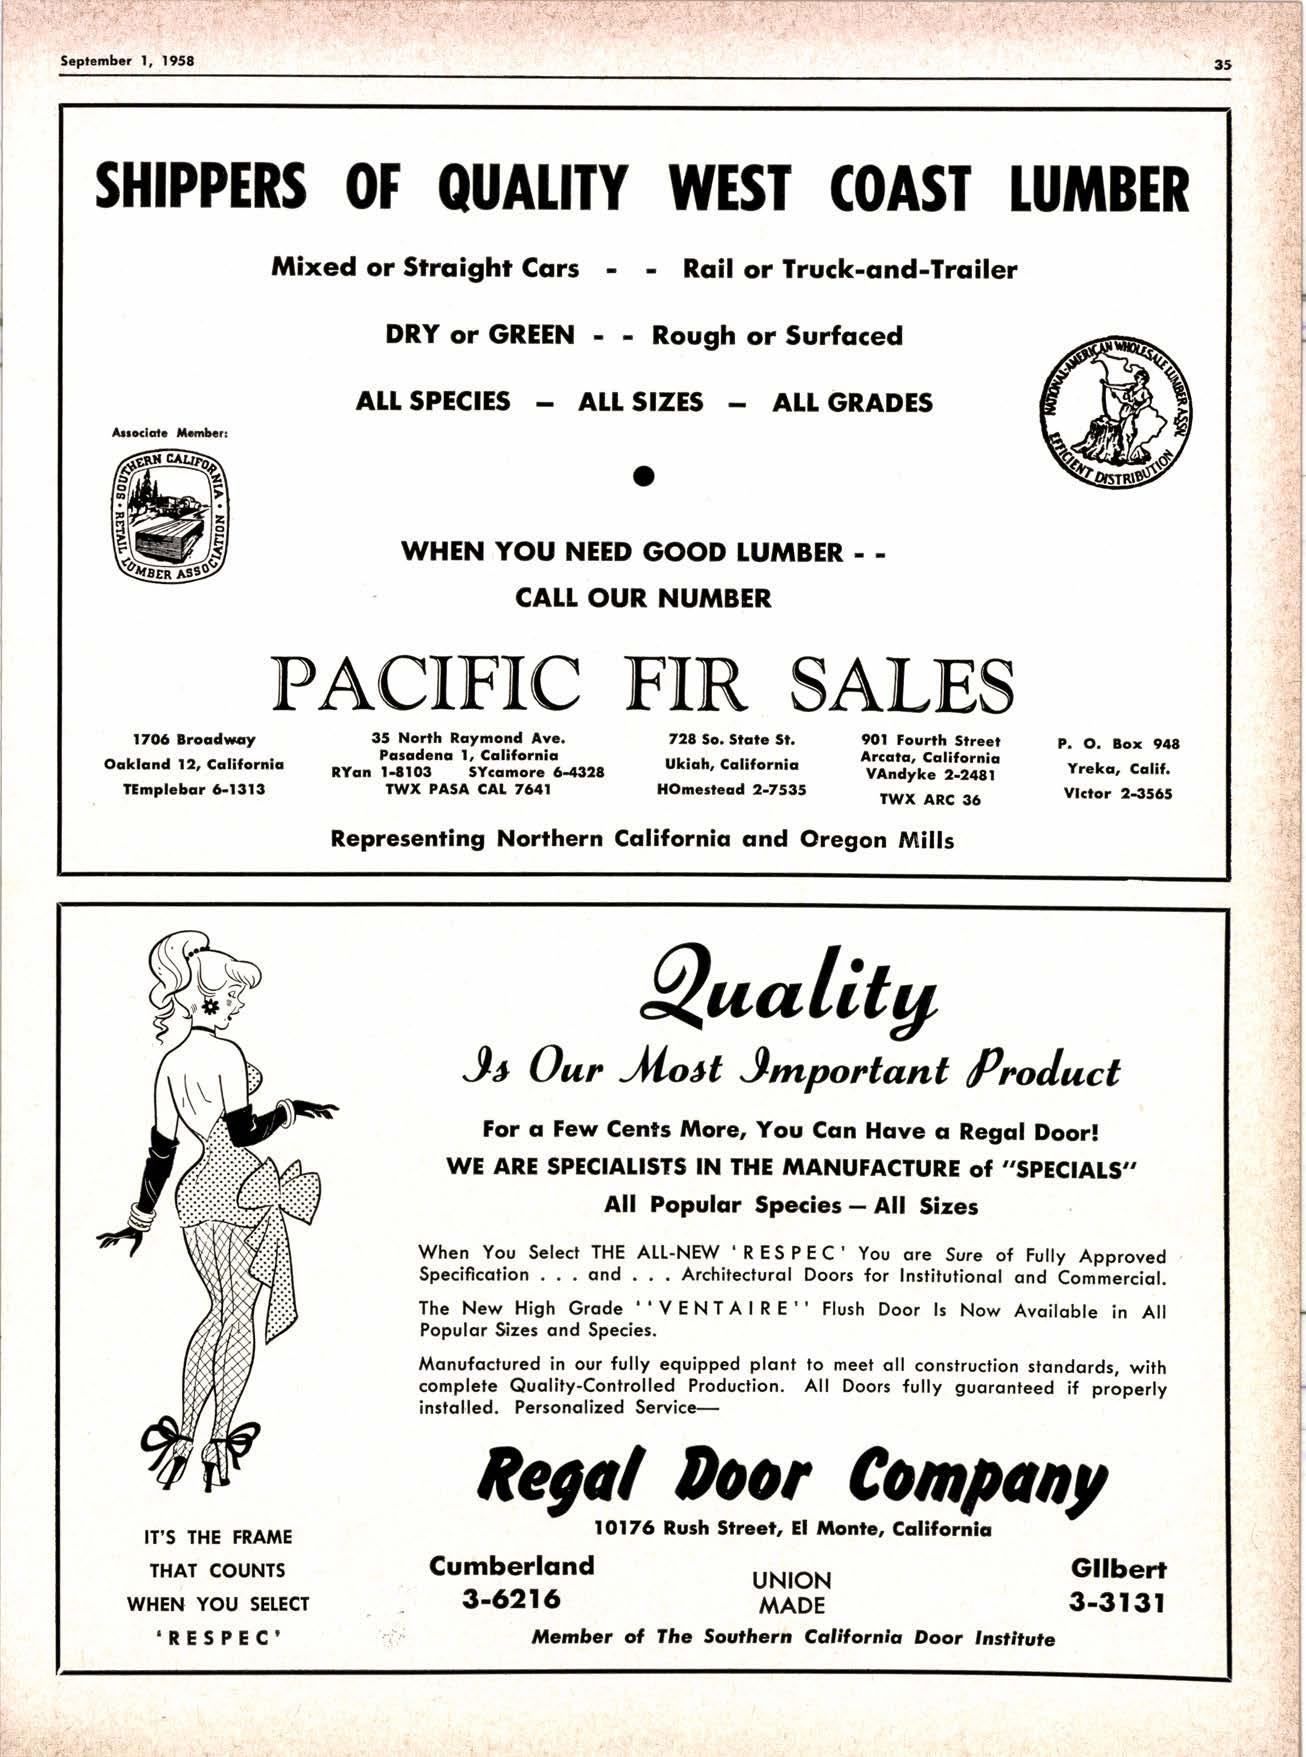 September 1, 1958
35
SHIPPERS OF QUALITY WEST COAST LUMBER
Mixed or Straight Cars - - Rail or Truck-and-Trailer
DRY or GREEN - - Rough or Surfaced
ALL SPECIES — ALL SIZES — ALL GRADES
NATIONAL-AMERICAN WHOLESALE LUMBER ASSN.
EFFICIENT DISTRIBUTION
Associate Member:
SOUTHERN CALIFORNIA
RETAIL LUMBER ASSOCIATION
WHEN YOU NEED GOOD LUMBER - -
CALL OUR NUMBER
PACIFIC FIR SALES
1706 Broadway
Oakland 12, California
TEmplebar 6-1313
35 North Raymond Ave.
Pasadena 1, California
RYan 1-8103 SYcamore 6-4328
TWX PASA CAL 7641
728 So. State St.
Ukiah, California
HOmestead 2-7535
901 Fourth Street
Arcata, California
VAndyke 2-2481
TWX ARC 36
P. O. Box 948
Yreka, Calif.
VIctor 2-3565
Representing Northern California and Oregon Mills
Quality
Is Our Most Important Product
For a Few Cents More, You Can Have a Regal Door!
WE ARE SPECIALISTS IN THE MANUFACTURE of "SPECIALS"
All Popular Species — All Sizes
When You Select THE ALL-NEW 'RESPEC' You are Sure of Fully Approved
Specification . . . and . . . Architectural Doors for Institutional and Commercial.
The New High Grade ''VENTAIRE'' Flush Door Is Now Available in All
Popular Sizes and Species.
Manufactured in our fully equipped plant to meet all construction standards, with
complete Quality-Controlled Production. All Doors fully guaranteed if properly
installed. Personalized Service—
Regal Door Company
10176 Rush Street, El Monte, California
Cumberland
3-6216
UNION
MADE
GIlbert
3-3131
Member of The Southern California Door Institute
IT'S THE FRAME
THAT COUNTS
WHEN YOU SELECT
'RESPEC'